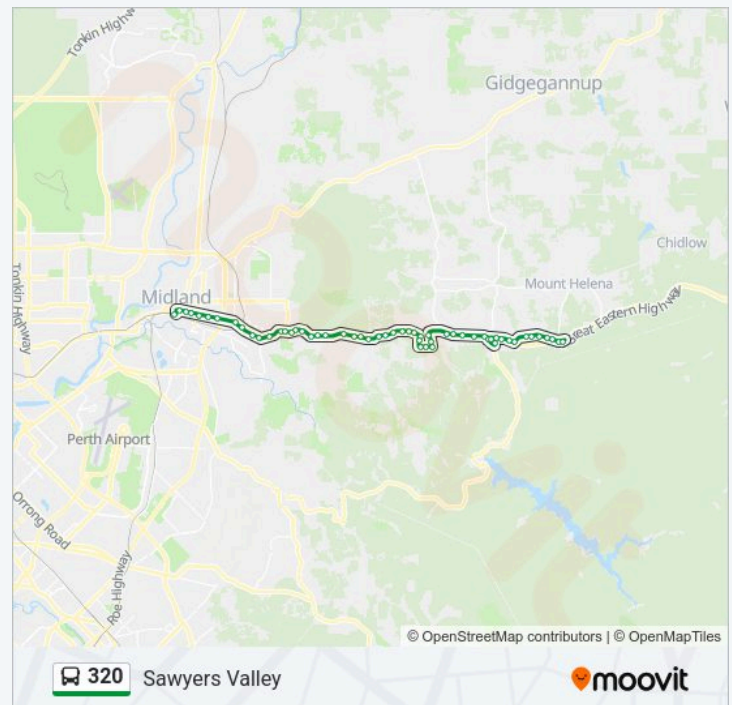 Tonkin Highw
Gidgegannup
Chidlow
Mount Helena
Midland
Great Eastern Highway
Tonkin Highway
Perth Airport
Orrong Road
Roe Highway
© OpenStreetMap contributors | © OpenMapTiles
320 Sawyers Valley
moovit